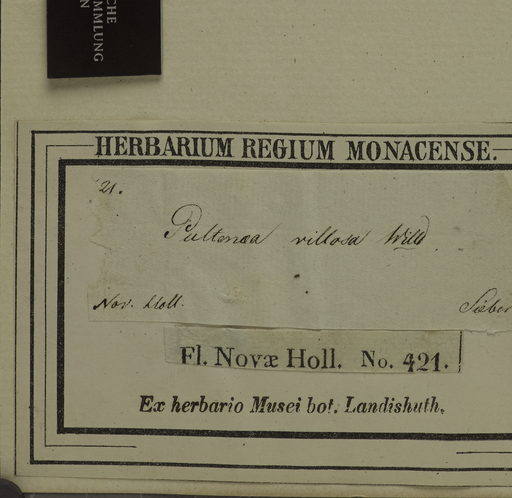 CHE
MMLUNG
N
HERBARIUM REGIUM MONACENSE.
21.
Pultenæa villosa Willd.
Nov. Holl.
Sieber
Fl. Novæ Holl. No. 421.
Ex herbario Musei bot. Landishuth.